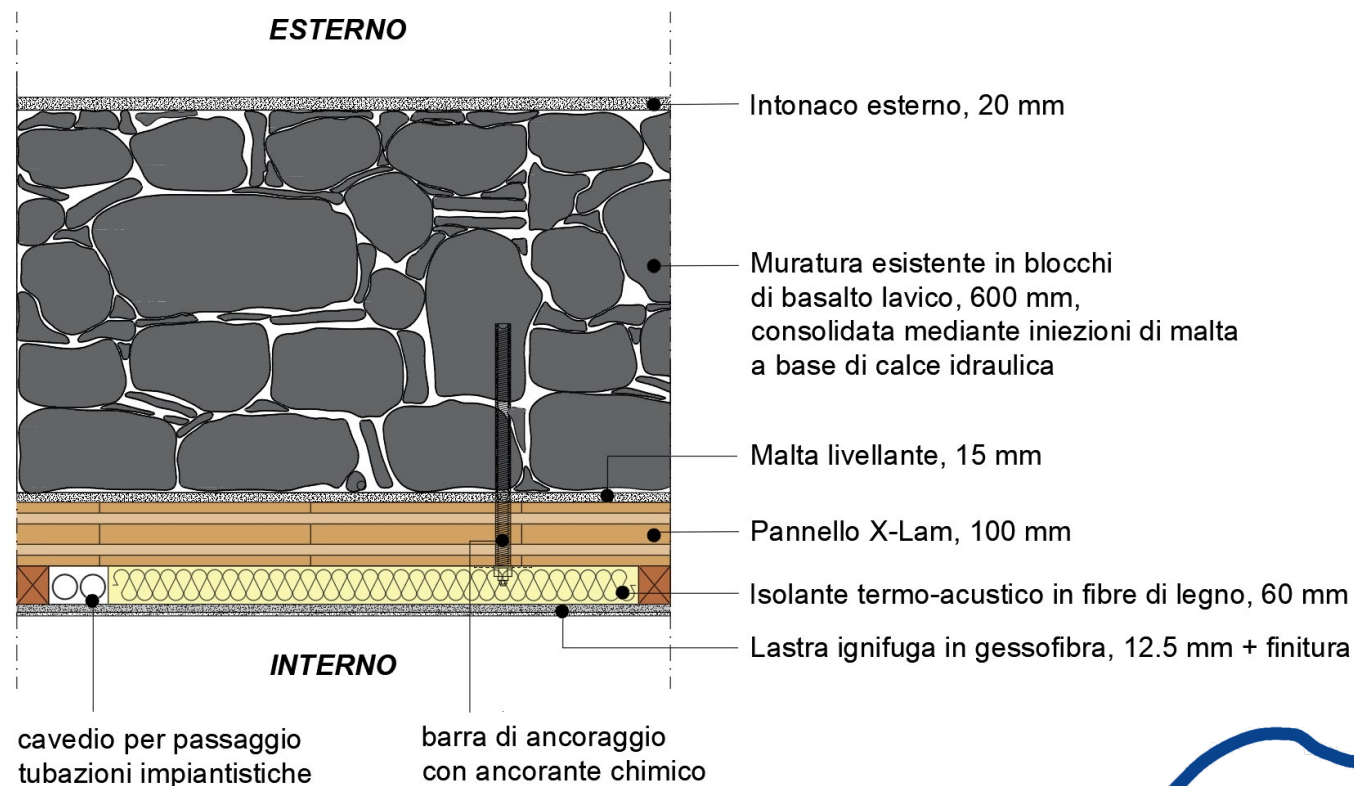 ESTERNO
Intonaco esterno, 20 mm
Muratura esistente in blocchi
di basalto lavico, 600 mm,
consolidata mediante iniezioni di malta
a base di calce idraulica
Malta livellante, 15 mm
Pannello X-Lam, 100 mm
Isolante termo-acustico in fibre di legno, 60 mm
Lastra ignifuga in gessofibra, 12.5 mm + finitura
INTERNO
cavedio per passaggio
tubazioni impiantistiche
barra di ancoraggio
con ancorante chimico